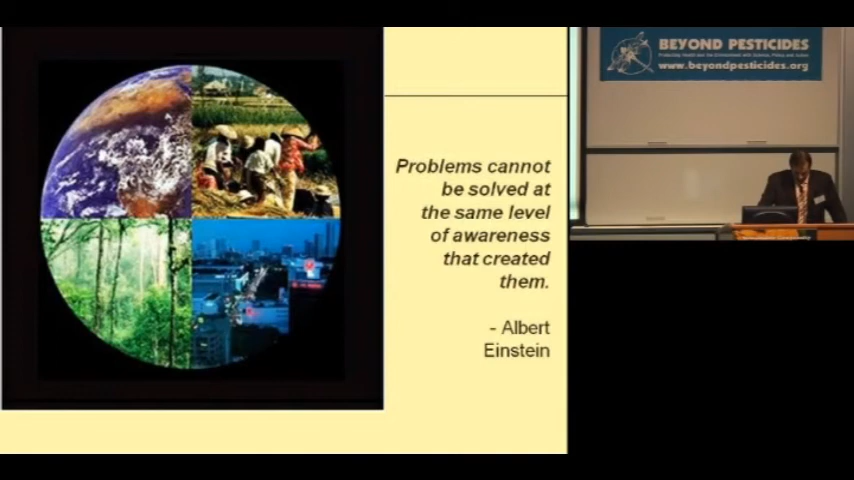 Problems cannot
be solved at
the same level
of awareness
that created
them.
- Albert
Einstein
BEYOND PESTICIDES
Protecting Health and the Environment with Science, Policy and Action
www.beyondpesticides.org